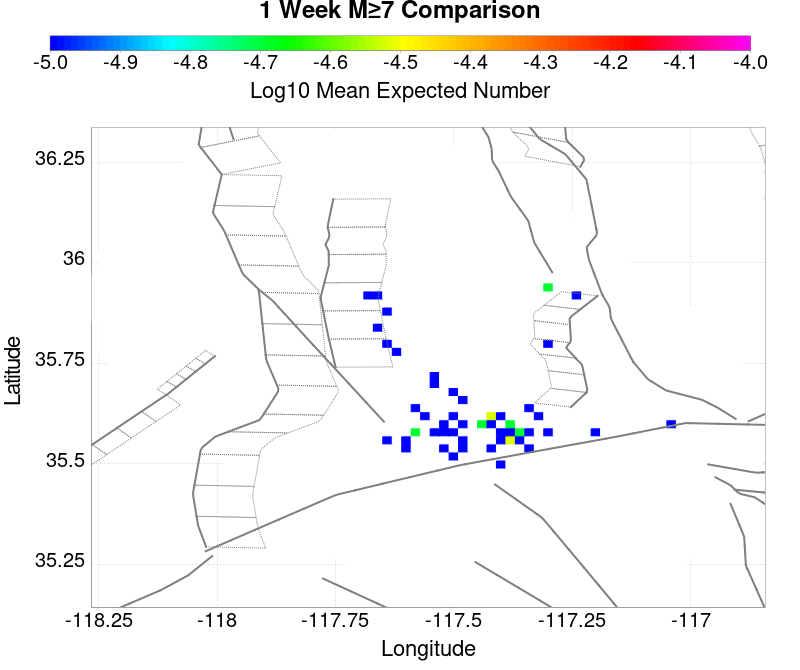 1 Week M≥7 Comparison
-5.0 -4.9 -4.8 -4.7 -4.6 -4.5 -4.4 -4.3 -4.2 -4.1 -4.0
Log10 Mean Expected Number
36.25
36
35.75
35.5
35.25
Latitude
-118.25 -118 -117.75 -117.5 -117.25 -117
Longitude